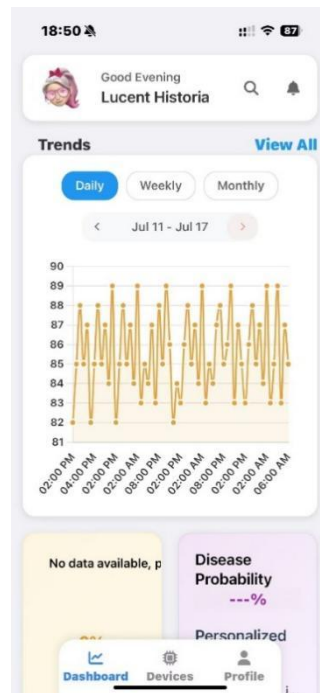 18:50
87
Good Evening
Lucent Historia
Trends
View All
Daily
Weekly
Monthly
<
Jul 11 - Jul 17
>
90
89
88
87
86
85
84
83
82
81
02:00 PM
04:00 PM
02:00 PM
02:00 AM
08:00 PM
02:00 PM
02:00 AM
08:00 PM
02:00 PM
02:00 AM
06:00 AM
No data available, p
Disease
Probability
---%
Personalized
Dashboard
Devices
Profile